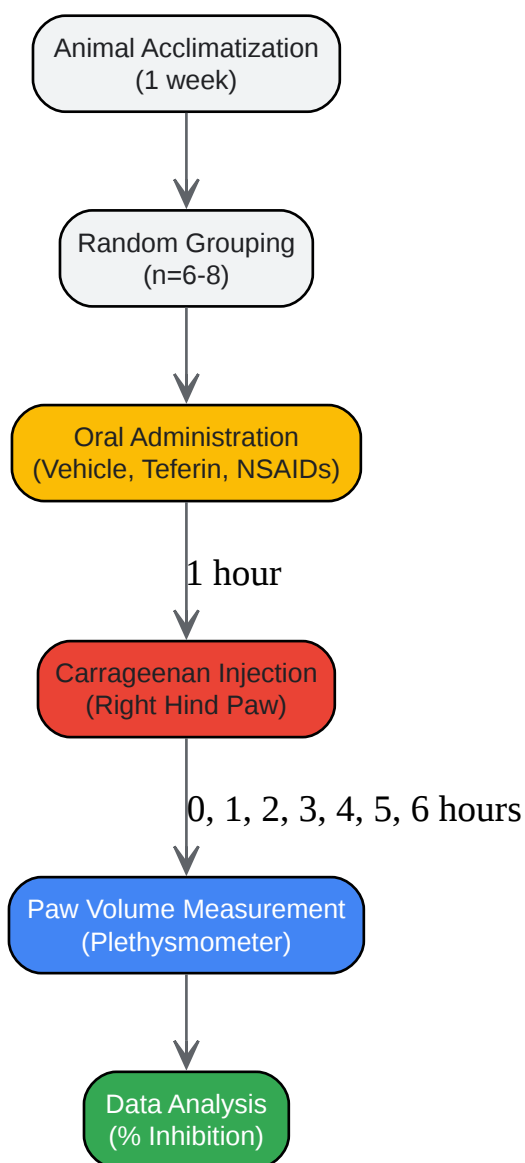 Animal Acclimatization
(1 week)
Random Grouping
(n=6-8)
Oral Administration
(Vehicle, Teferin, NSAIDs)
1 hour
Carrageenan Injection
(Right Hind Paw)
0, 1, 2, 3, 4, 5, 6 hours
Paw Volume Measurement
(Plethysmometer)
Data Analysis
(% Inhibition)